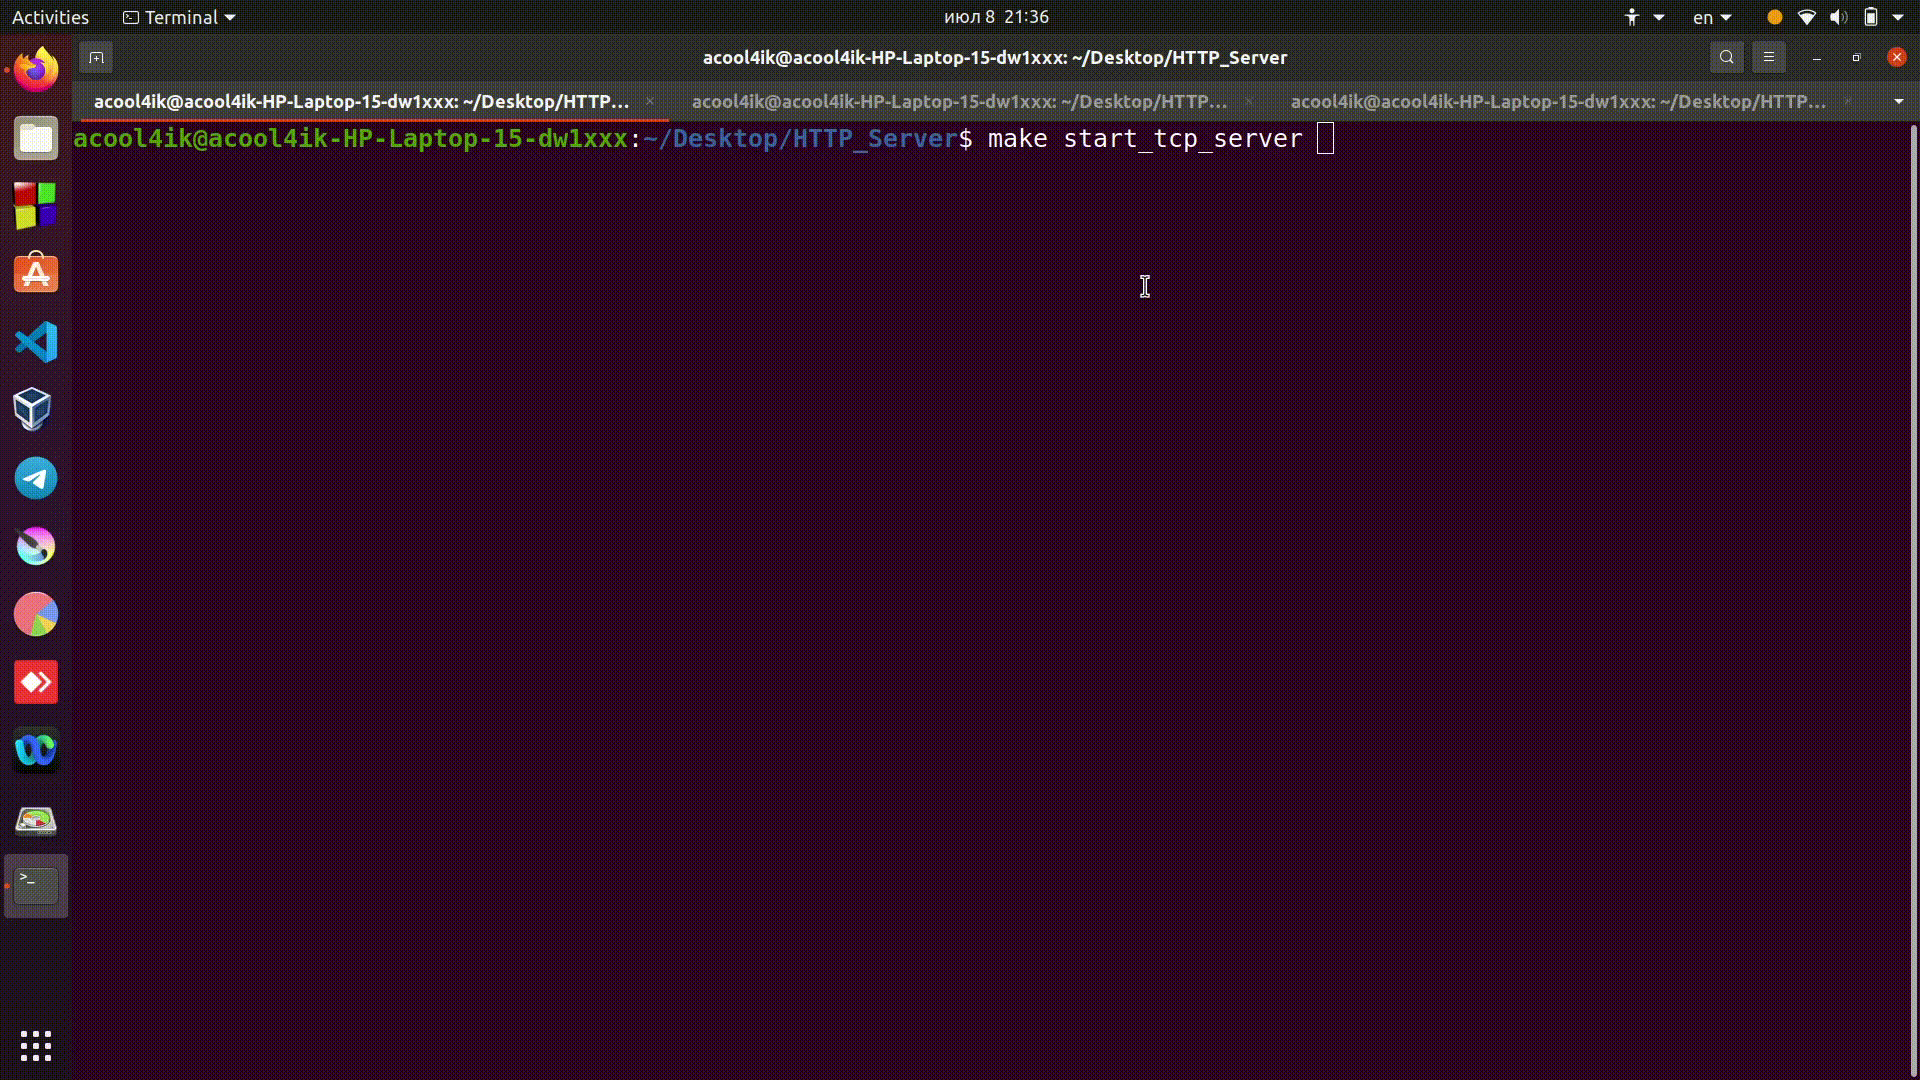 Activities Terminal июл 8 21:36 en
acool4ik@acool4ik-HP-Laptop-15-dw1xxx: ~/Desktop/HTTP_Server
acool4ik@acool4ik-HP-Laptop-15-dw1xxx: ~/Desktop/HTTP... acool4ik@acool4ik-HP-Laptop-15-dw1xxx: ~/Desktop/HTTP... acool4ik@acool4ik-HP-Laptop-15-dw1xxx: ~/Desktop/HTTP...
acool4ik@acool4ik-HP-Laptop-15-dw1xxx:~/Desktop/HTTP_Server$ make start_tcp_server